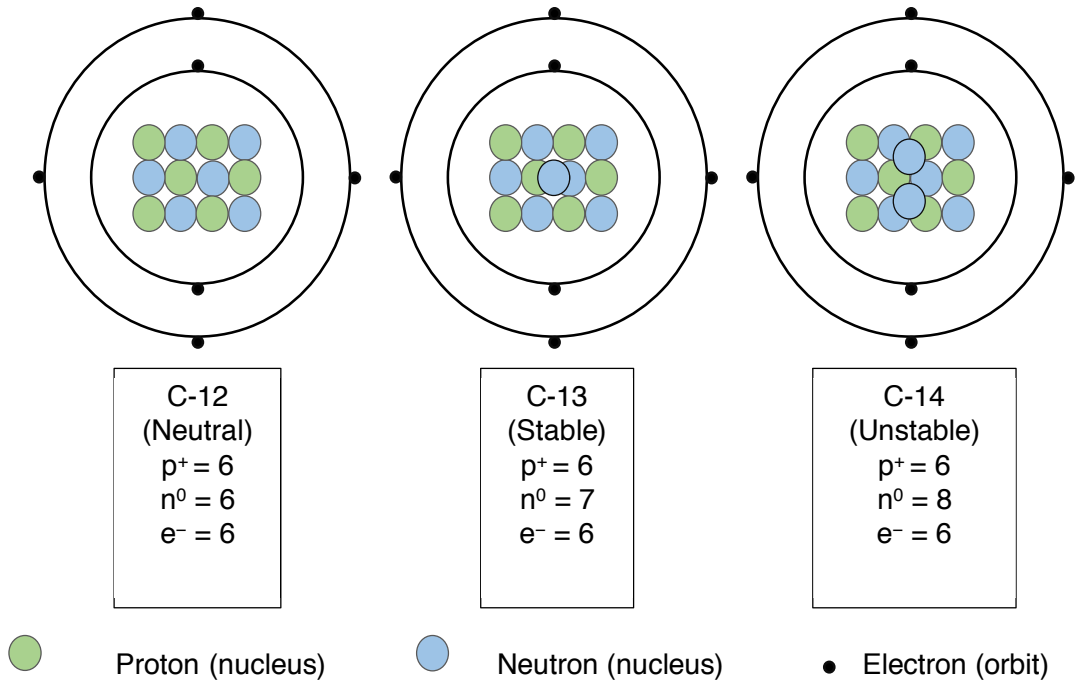 C-12
(Neutral)
p⁺ = 6
n⁰ = 6
e⁻ = 6
C-13
(Stable)
p⁺ = 6
n⁰ = 7
e⁻ = 6
C-14
(Unstable)
p⁺ = 6
n⁰ = 8
e⁻ = 6
Proton (nucleus)
Neutron (nucleus)
Electron (orbit)